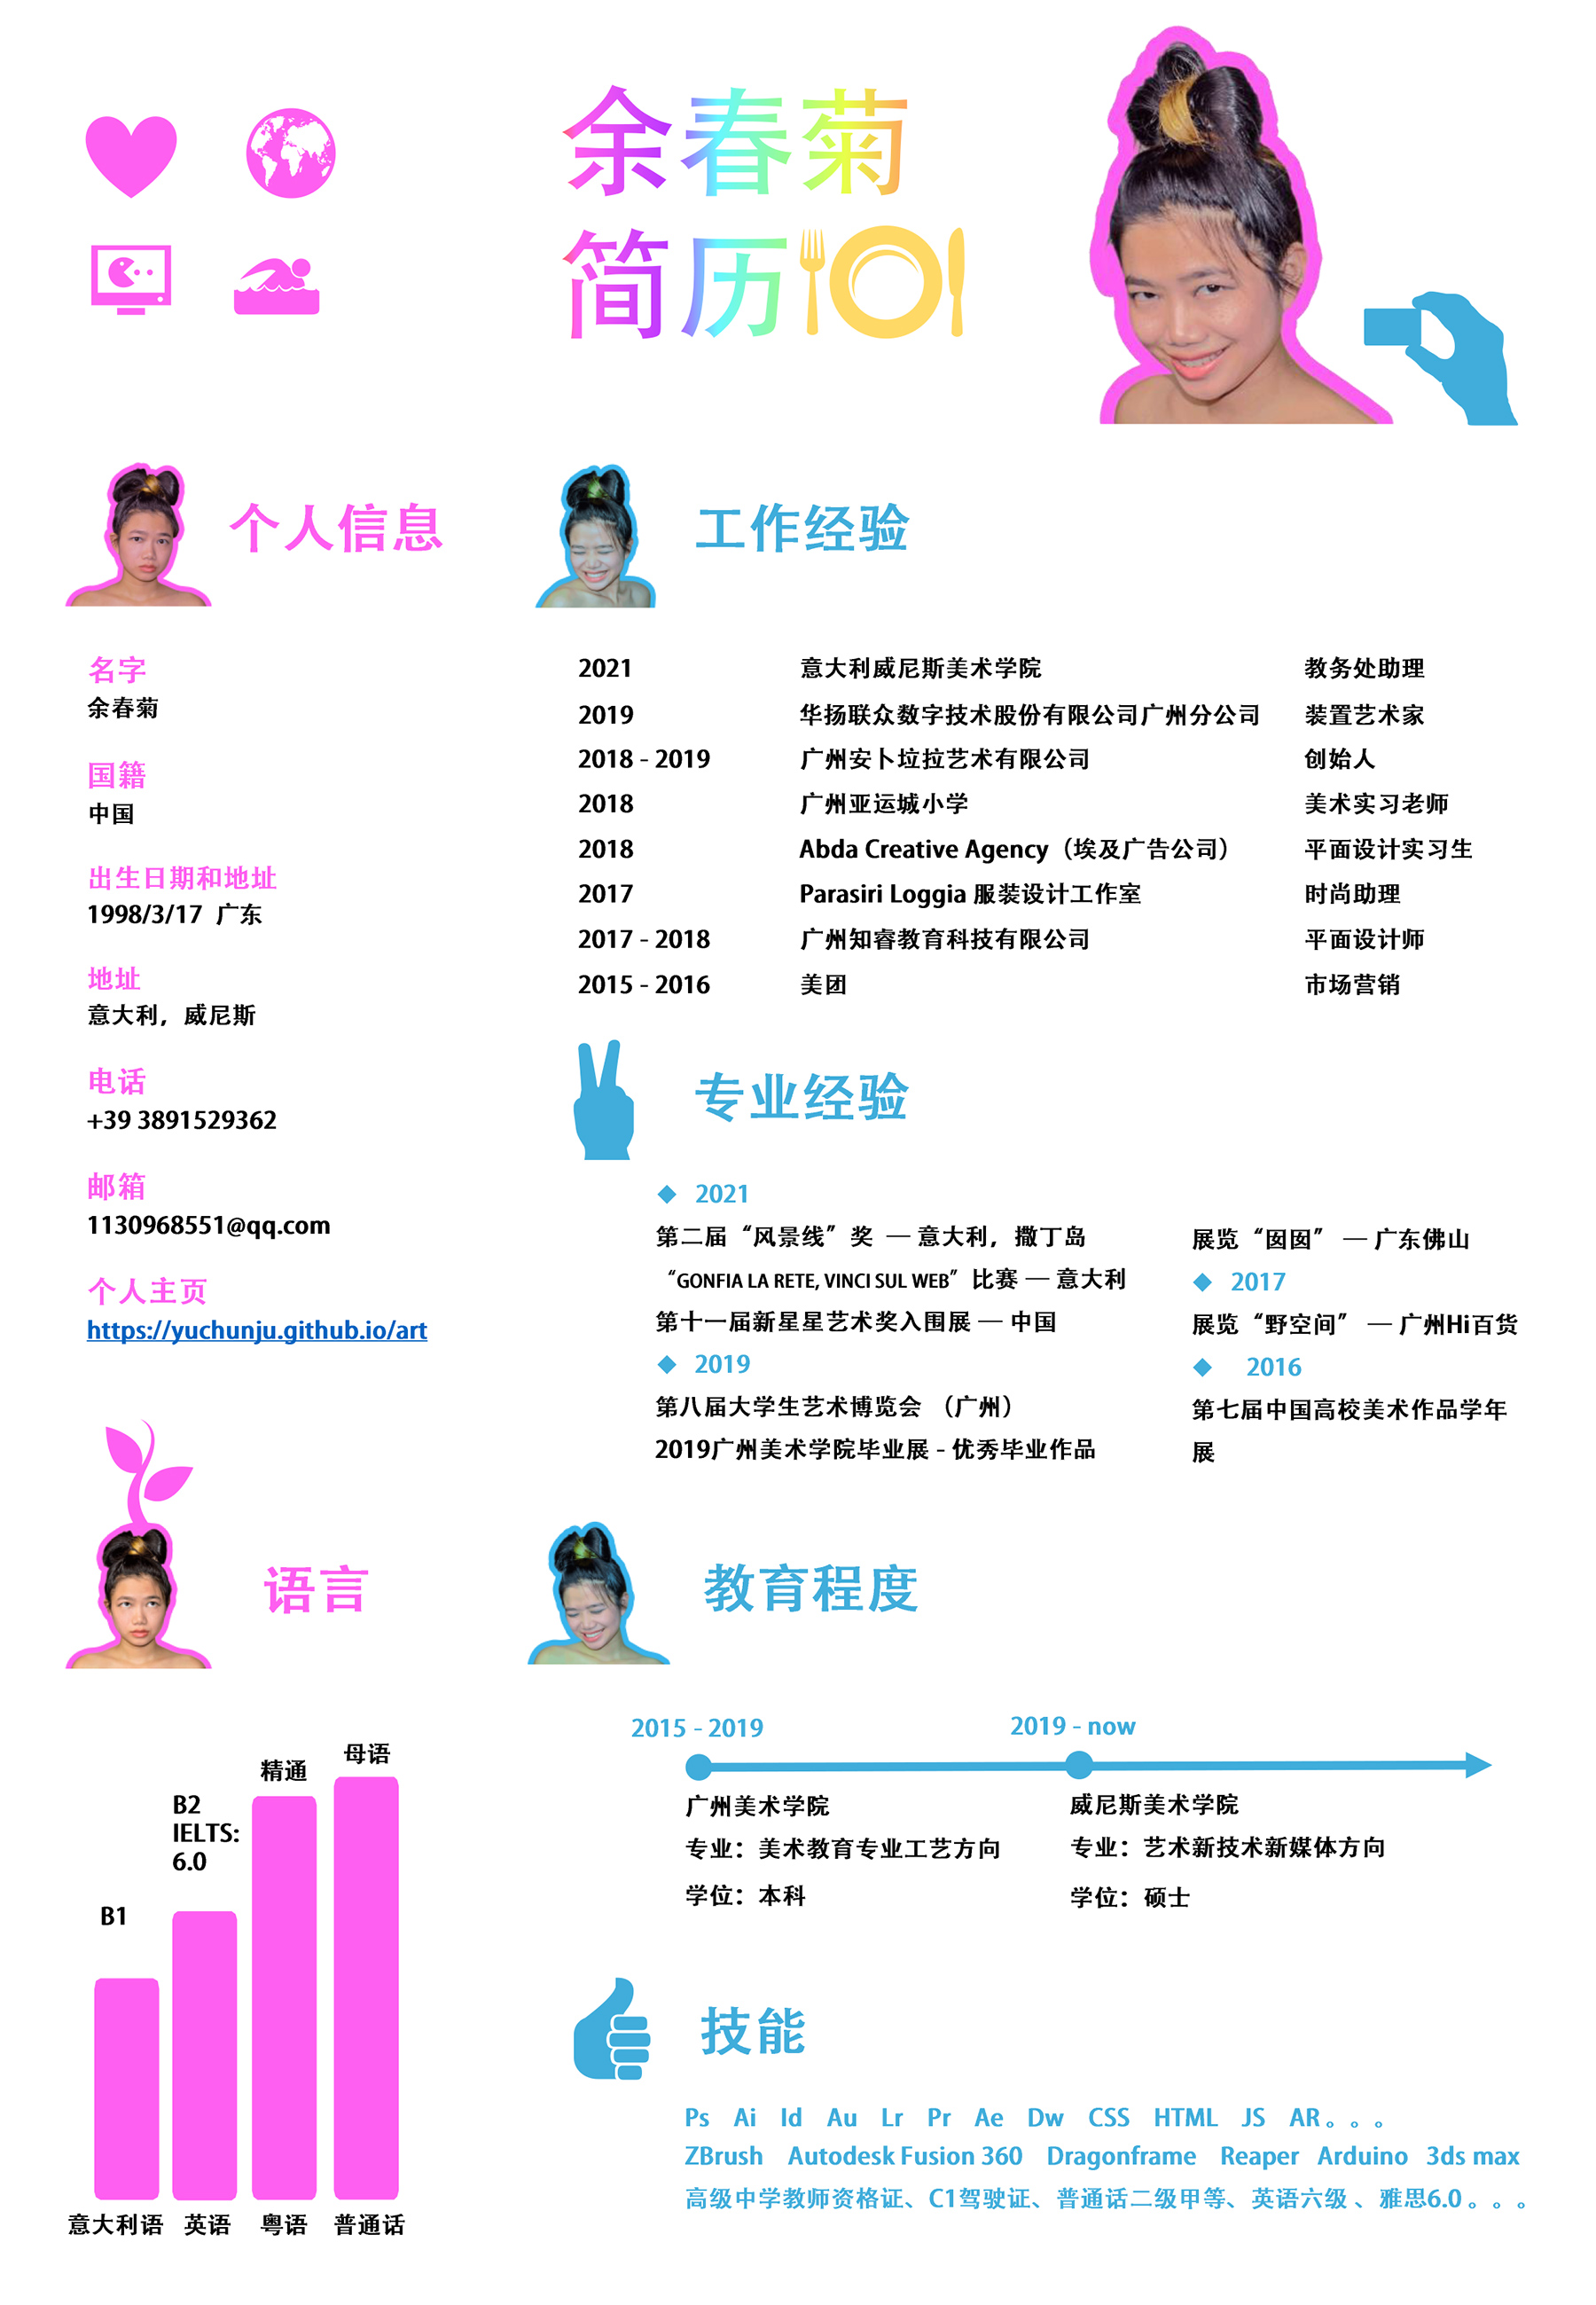 余春菊
简历
个人信息
名字
余春菊
国籍
中国
出生日期和地址
1998/3/17 广东
地址
意大利，威尼斯
电话
+39 3891529362
邮箱
1130968551@qq.com
个人主页
https://yuchunju.github.io/art
工作经验
2021 意大利威尼斯美术学院 教务处助理
2019 华扬联众数字技术股份有限公司广州分公司 装置艺术家
2018 - 2019 广州安卜垃拉艺术有限公司 创始人
2018 广州亚运城小学 美术实习老师
2018 Abda Creative Agency（埃及广告公司） 平面设计实习生
2017 Parasiri Loggia 服装设计工作室 时尚助理
2017 - 2018 广州知睿教育科技有限公司 平面设计师
2015 - 2016 美团 市场营销
专业经验
2021
第二届“风景线”奖 — 意大利，撒丁岛
“GONFIA LA RETE, VINCI SUL WEB”比赛 — 意大利
第十一届新星星艺术奖入围展 — 中国
2019
第八届大学生艺术博览会 （广州）
2019广州美术学院毕业展 - 优秀毕业作品
展览“囡囡” — 广东佛山
2017
展览“野空间” — 广州Hi百货
2016
第七届中国高校美术作品学年
展
语言
母语
精通
B2
IELTS:
6.0
B1
意大利语 英语 粤语 普通话
教育程度
2015 - 2019 2019 - now
广州美术学院 威尼斯美术学院
专业：美术教育专业工艺方向 专业：艺术新技术新媒体方向
学位：本科 学位：硕士
技能
Ps Ai Id Au Lr Pr Ae Dw CSS HTML JS AR。。。
ZBrush Autodesk Fusion 360 Dragonframe Reaper Arduino 3ds max
高级中学教师资格证、C1驾驶证、普通话二级甲等、英语六级 、雅思6.0 。。。